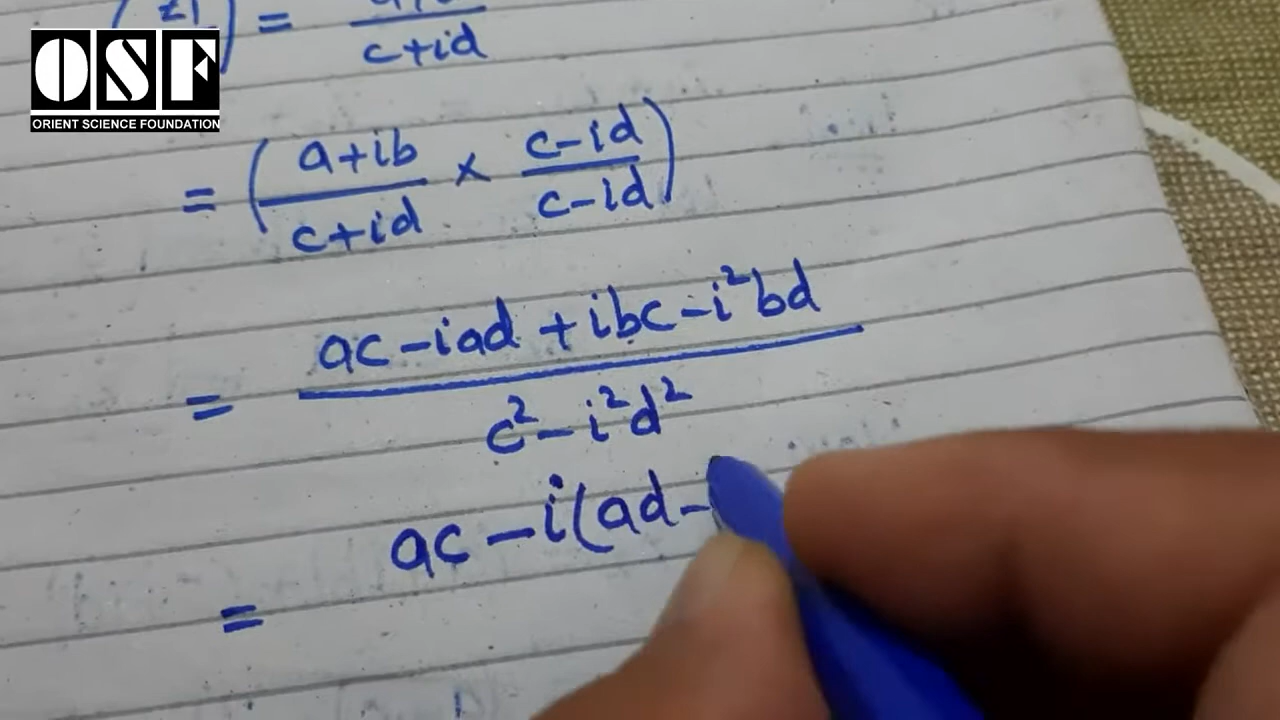 OSF
ORIENT SCIENCE FOUNDATION
=
c+id
= (a+ib/c+id × c-id/c-id)
= ac-iad+ibc-i²bd/c²-i²d²
= ac-i(ad-